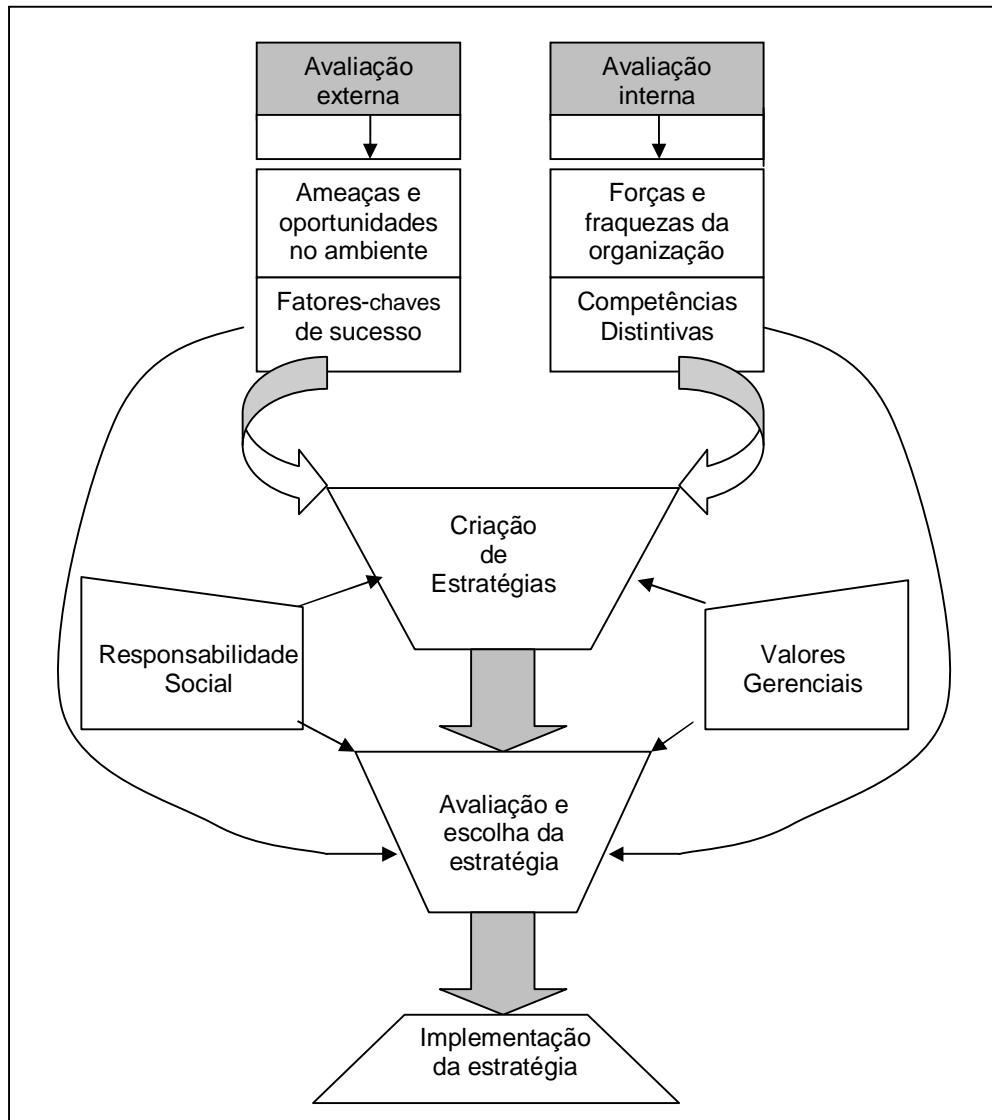 Avaliação
externa
Avaliação
interna
Ameaças e
oportunidades
no ambiente
Forças e
fraquezas da
organização
Fatores-chaves
de sucesso
Competências
Distintivas
Criação
de
Estratégias
Responsabilidade
Social
Valores
Gerenciais
Avaliação e
escolha da
estratégia
Implementação
da estratégia